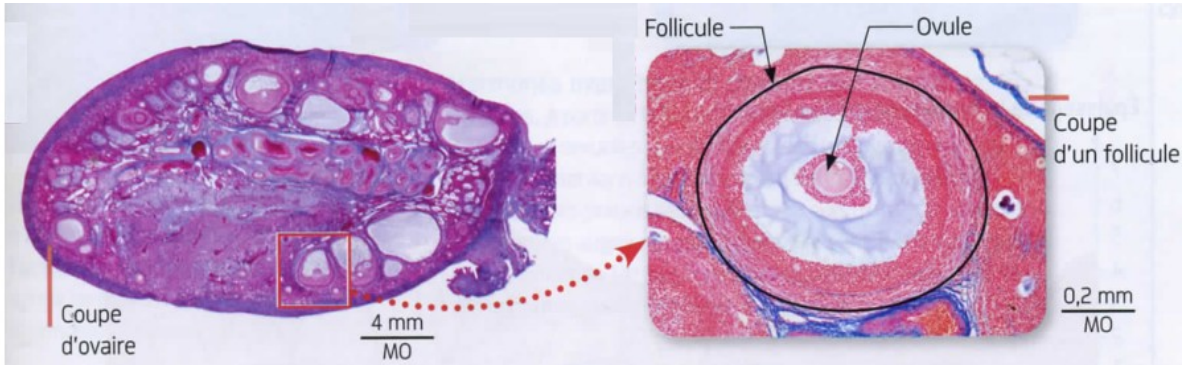 Follicule
Ovule
Coupe
d'un follicule
Coupe
d'ovaire
4 mm
MO
0,2 mm
MO